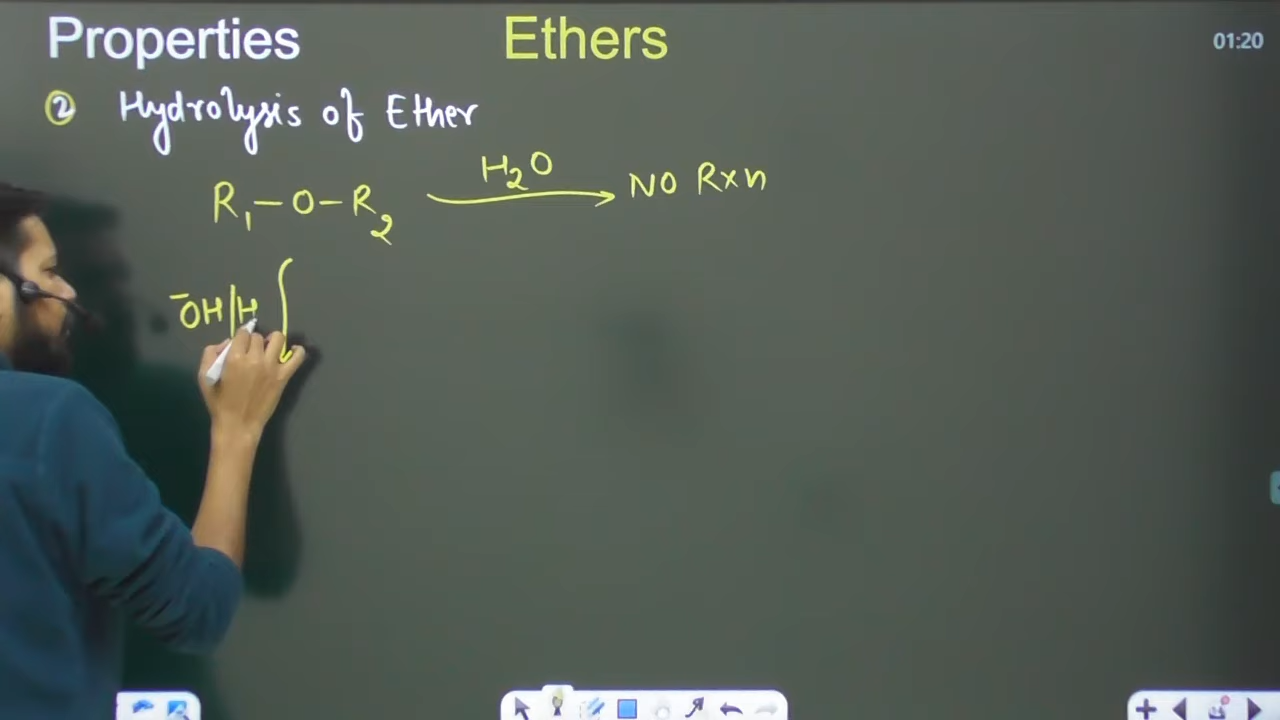 Properties
Ethers
01:20
② Hydrolysis of Ether
R₁-O-R₂ H₂O NO Rxn
⁻OH/H